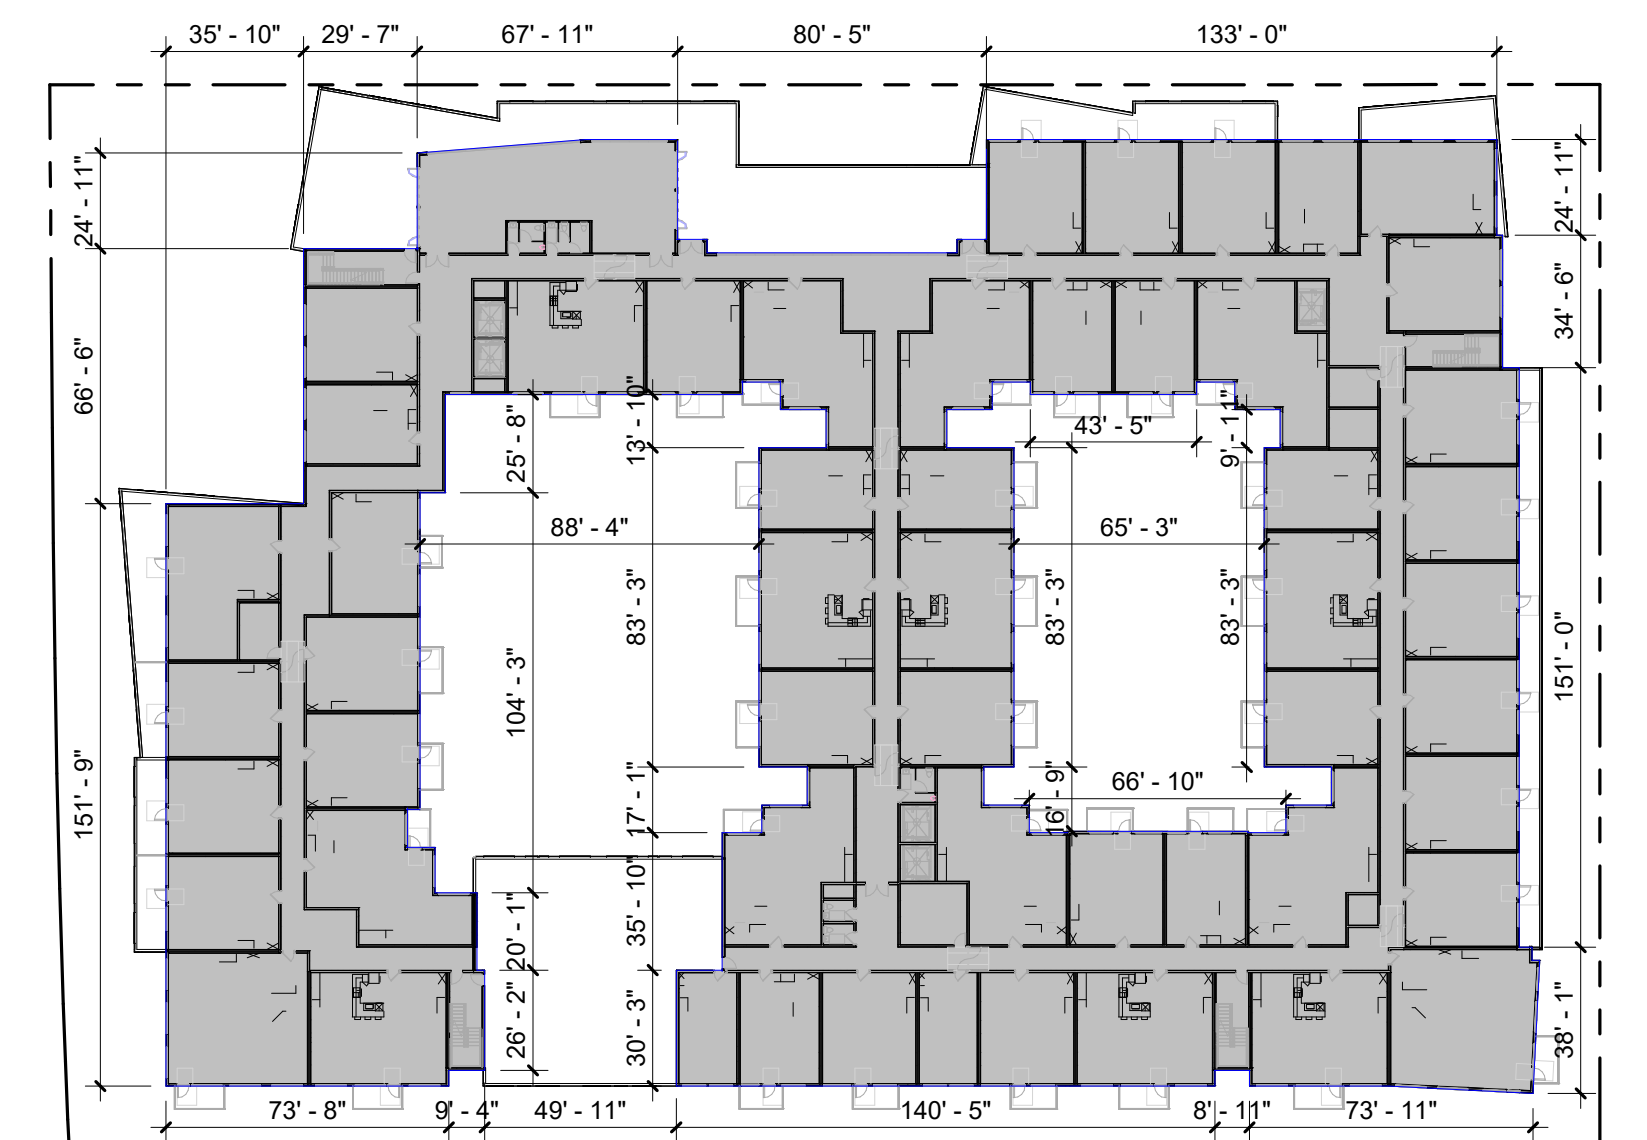 35' - 10"
29' - 7"
67' - 11"
80' - 5"
133' - 0"
24' - 11"
24' - 11"
34' - 6"
66' - 6"
13' - 10"
25' - 8"
43' - 5"
9' - 11"
88' - 4"
65' - 3"
83' - 3"
83' - 3"
83' - 3"
104' - 3"
151' - 0"
151' - 9"
66' - 10"
16' - 9"
17' - 1"
35' - 10"
20' - 1"
26' - 2"
30' - 3"
38' - 1"
73' - 8"
9' - 4"
49' - 11"
140' - 5"
8' - 11"
73' - 11"